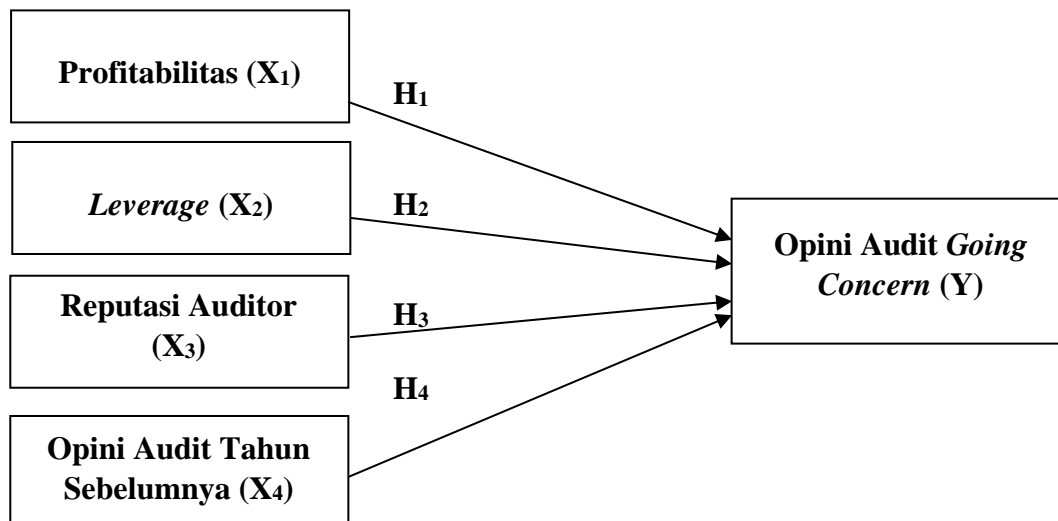 Profitabilitas (X₁)
H₁
Leverage (X₂)
H₂
Opini Audit Going
Concern (Y)
Reputasi Auditor
(X₃)
H₃
H₄
Opini Audit Tahun
Sebelumnya (X₄)